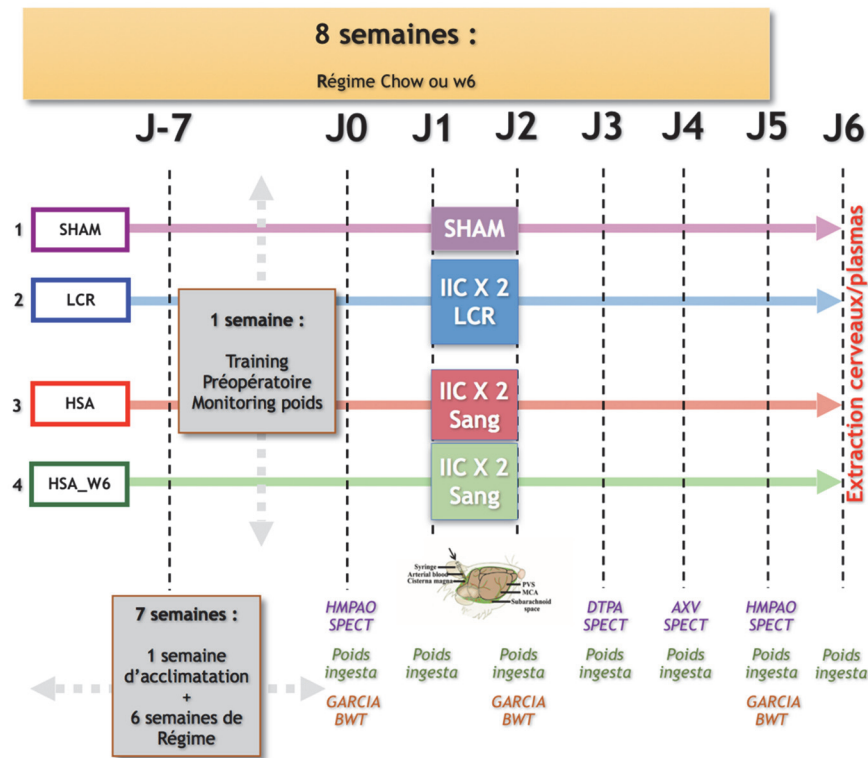 8 semaines :
Régime Chow ou w6
J-7 J0 J1 J2 J3 J4 J5 J6
1 SHAM SHAM
2 LCR IIC X 2
LCR
1 semaine :
Training
Préopératoire
Monitoring poids
3 HSA IIC X 2
Sang
4 HSA_W6 IIC X 2
Sang
Extraction cerveaux/plasmas
Syringe
Arterial blood
Cisterna magna
PVS
MCA
Subarachnoid
space
7 semaines :
1 semaine
d'acclimatation
+
6 semaines de
Régime
HMPAO DTPA AXV HMPAO
SPECT SPECT SPECT SPECT
Poids Poids Poids Poids Poids Poids Poids
ingesta ingesta ingesta ingesta ingesta ingesta ingesta
GARCIA GARCIA GARCIA
BWT BWT BWT